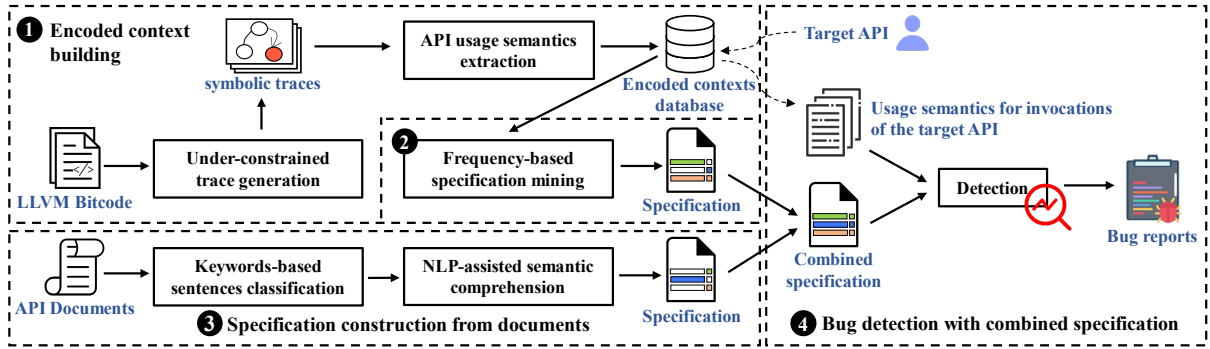 1 Encoded context
building
symbolic traces
API usage semantics
extraction
Encoded contexts
database
Target API
Usage semantics for invocations
of the target API
LLVM Bitcode
</>
Under-constrained
trace generation
2
Frequency-based
specification mining
Specification
Detection
Bug reports
Combined
specification
API Documents
Keywords-based
sentences classification
NLP-assisted semantic
comprehension
Specification
3 Specification construction from documents
4 Bug detection with combined specification